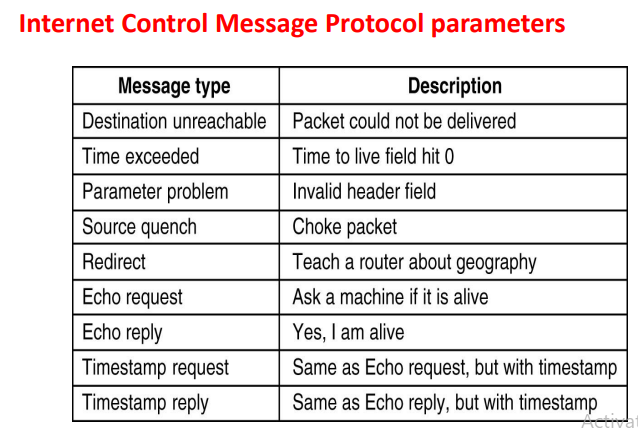 Internet Control Message Protocol parameters
Message type Description
Destination unreachable Packet could not be delivered
Time exceeded Time to live field hit 0
Parameter problem Invalid header field
Source quench Choke packet
Redirect Teach a router about geography
Echo request Ask a machine if it is alive
Echo reply Yes, I am alive
Timestamp request Same as Echo request, but with timestamp
Timestamp reply Same as Echo reply, but with timestamp